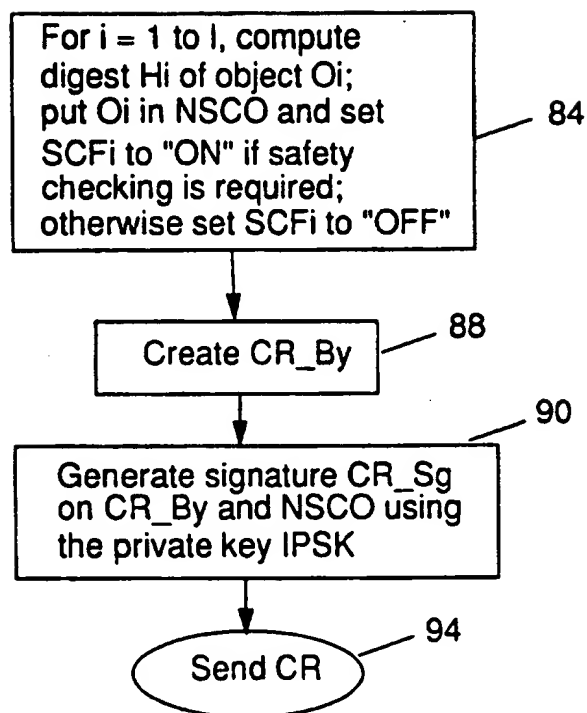 For i = 1 to I, compute
digest Hi of object Oi;
put Oi in NSCO and set
SCFi to "ON" if safety
checking is required;
otherwise set SCFi to "OFF"
84
Create CR_By
88
90
Generate signature CR_Sg
on CR_By and NSCO using
the private key IPSK
94
Send CR